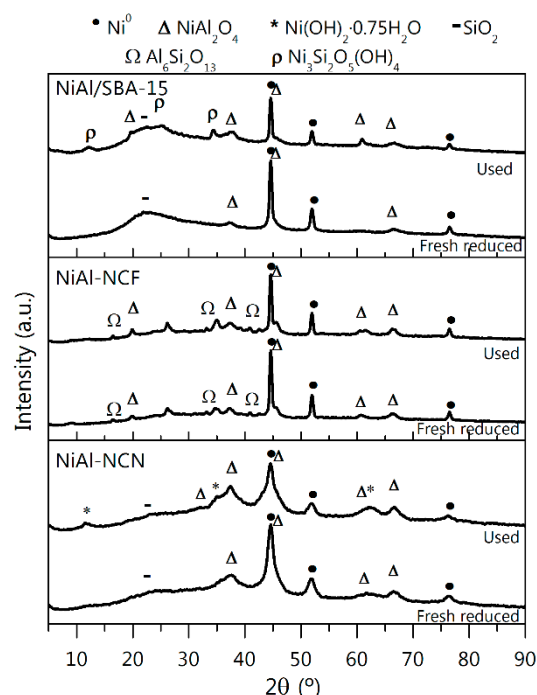 • Ni⁰ Δ NiAl₂O₄ * Ni(OH)₂·0.75H₂O - SiO₂
Ω Al₆Si₂O₁₃ ρ Ni₃Si₂O₅(OH)₄
NiAl/SBA-15
ρ Δ - ρ ρ Δ • Δ • Δ Δ •
Used
- Δ • Δ • Δ •
Fresh reduced
NiAl-NCF
Ω Δ Ω Δ Ω • Δ • Δ Δ •
Used
Ω Δ Ω Δ Ω • Δ • Δ Δ •
Fresh reduced
NiAl-NCN
* - Δ * Δ • Δ • Δ* Δ •
Used
- Δ • Δ • Δ Δ •
Fresh reduced
Intensity (a.u.)
10 20 30 40 50 60 70 80 90
2θ (º)